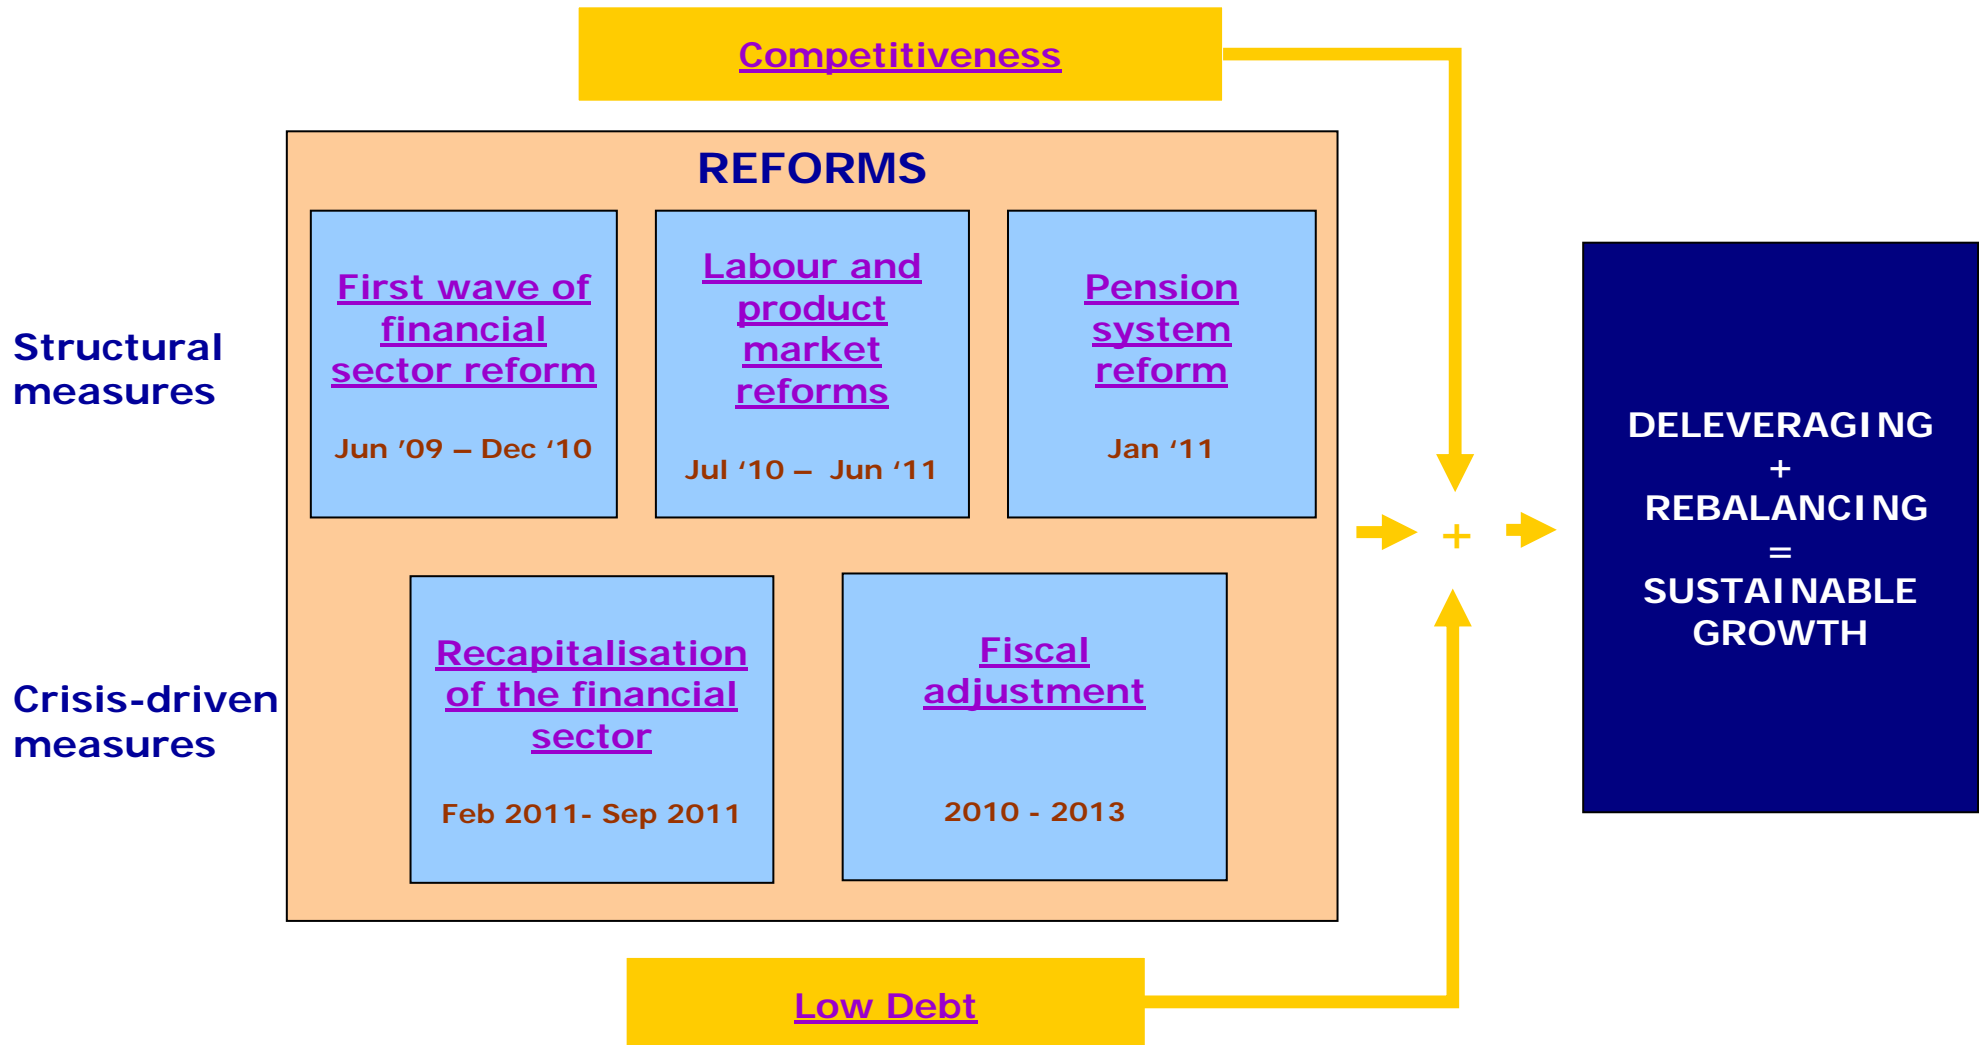 Competitiveness
REFORMS
Structural
measures
First wave of
financial
sector reform
Jun ’09 – Dec ‘10
Labour and
product
market
reforms
Jul ‘10 – Jun ‘11
Pension
system
reform
Jan ‘11
Crisis-driven
measures
Recapitalisation
of the financial
sector
Feb 2011- Sep 2011
Fiscal
adjustment
2010 - 2013
Low Debt
+
DELEVERAGING
+
REBALANCING
=
SUSTAINABLE
GROWTH